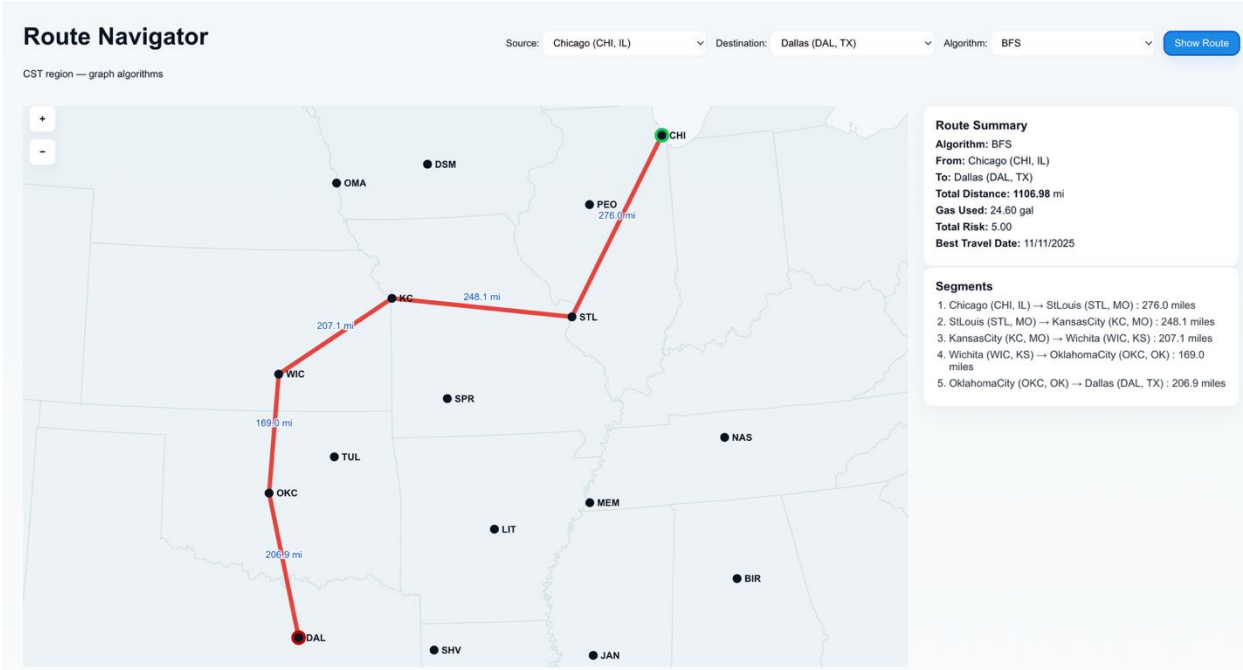 Route Navigator
Source: Chicago (CHI, IL) Destination: Dallas (DAL, TX) Algorithm: BFS Show Route
CST region — graph algorithms
+
-
CHI
DSM
OMA
PEO
276.0 mi
KC
248.1 mi
STL
207.1 mi
WIC
SPR
169.0 mi
NAS
TUL
OKC
MEM
LIT
206.9 mi
BIR
DAL
SHV
JAN
Route Summary
Algorithm: BFS
From: Chicago (CHI, IL)
To: Dallas (DAL, TX)
Total Distance: 1106.98 mi
Gas Used: 24.60 gal
Total Risk: 5.00
Best Travel Date: 11/11/2025
Segments
1. Chicago (CHI, IL) → StLouis (STL, MO) : 276.0 miles
2. StLouis (STL, MO) → KansasCity (KC, MO) : 248.1 miles
3. KansasCity (KC, MO) → Wichita (WIC, KS) : 207.1 miles
4. Wichita (WIC, KS) → OklahomaCity (OKC, OK) : 169.0
miles
5. OklahomaCity (OKC, OK) → Dallas (DAL, TX) : 206.9 miles